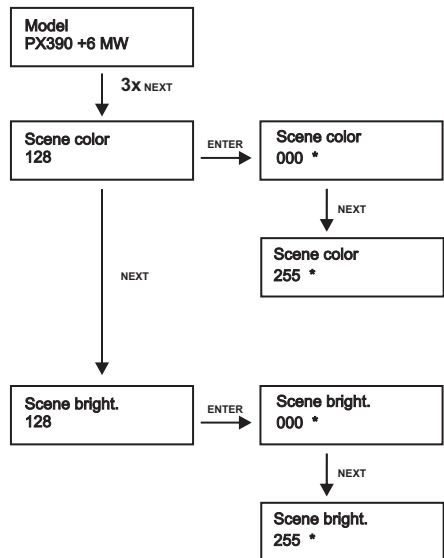 Model
PX390 +6 MW
3x NEXT
Scene color
128
ENTER
Scene color
000 *
NEXT
Scene color
255 *
NEXT
Scene bright.
128
ENTER
Scene bright.
000 *
NEXT
Scene bright.
255 *